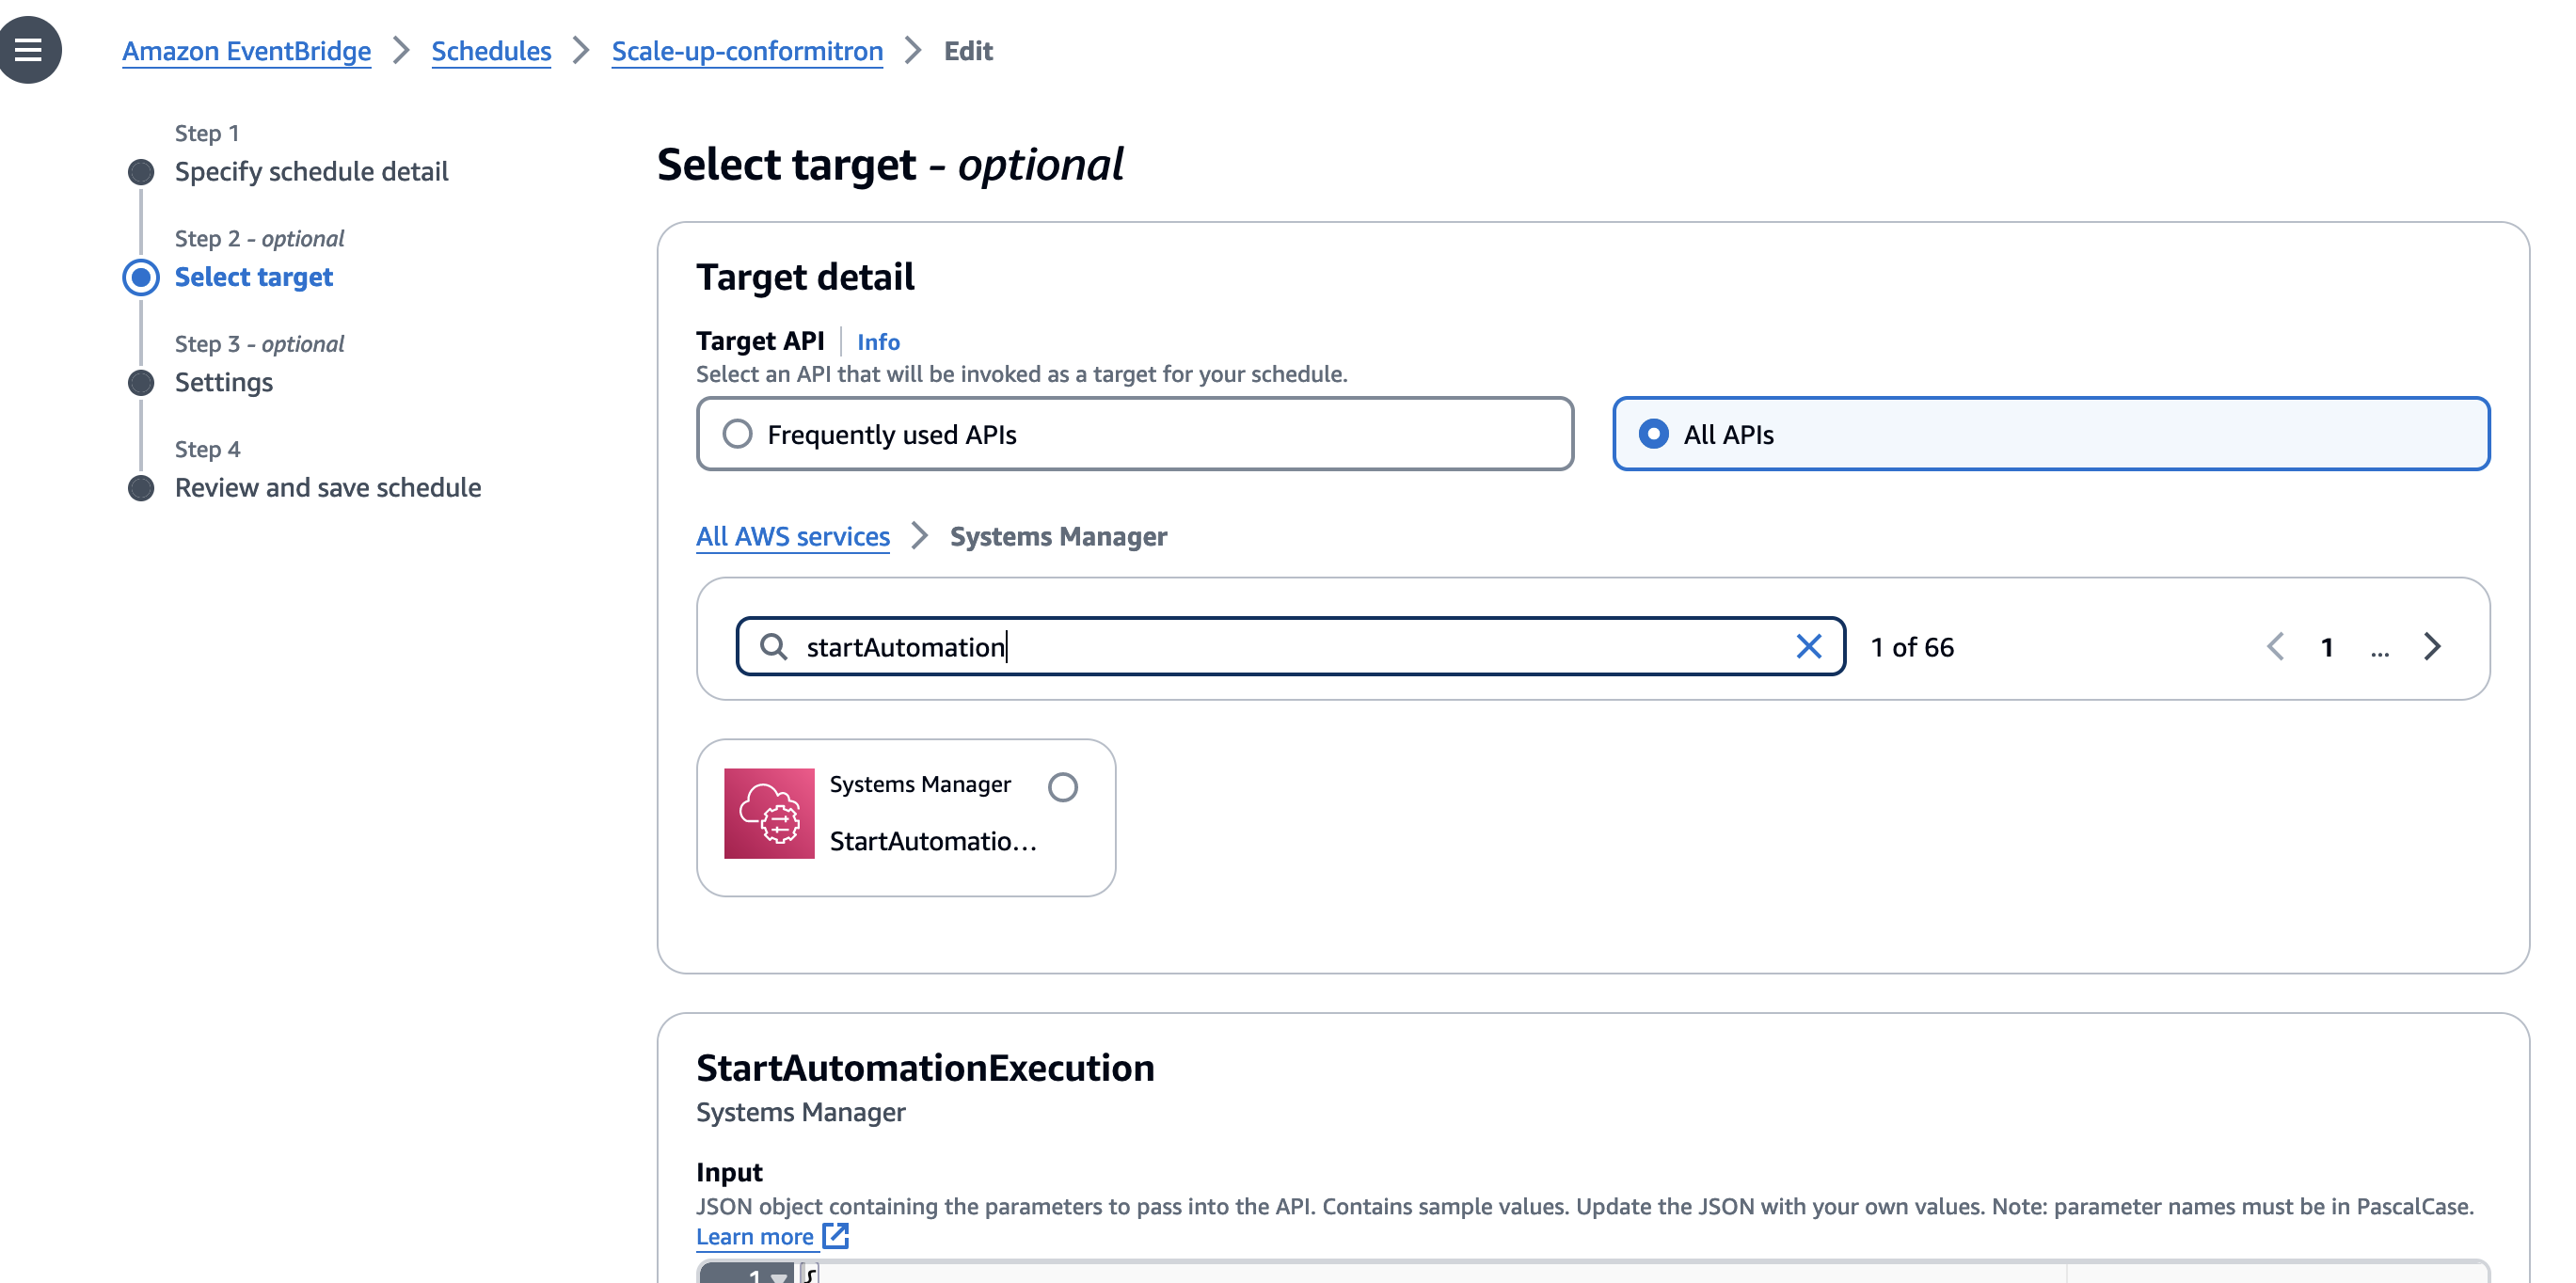 Amazon EventBridge > Schedules > Scale-up-conformitron > Edit
Step 1
Specify schedule detail
Step 2 - optional
Select target
Step 3 - optional
Settings
Step 4
Review and save schedule
Select target - optional
Target detail
Target API Info
Select an API that will be invoked as a target for your schedule.
Frequently used APIs
All APIs
All AWS services > Systems Manager
startAutomation
1 of 66
1 ...
Systems Manager
StartAutomatio...
StartAutomationExecution
Systems Manager
Input
JSON object containing the parameters to pass into the API. Contains sample values. Update the JSON with your own values. Note: parameter names must be in PascalCase.
Learn more
1 {